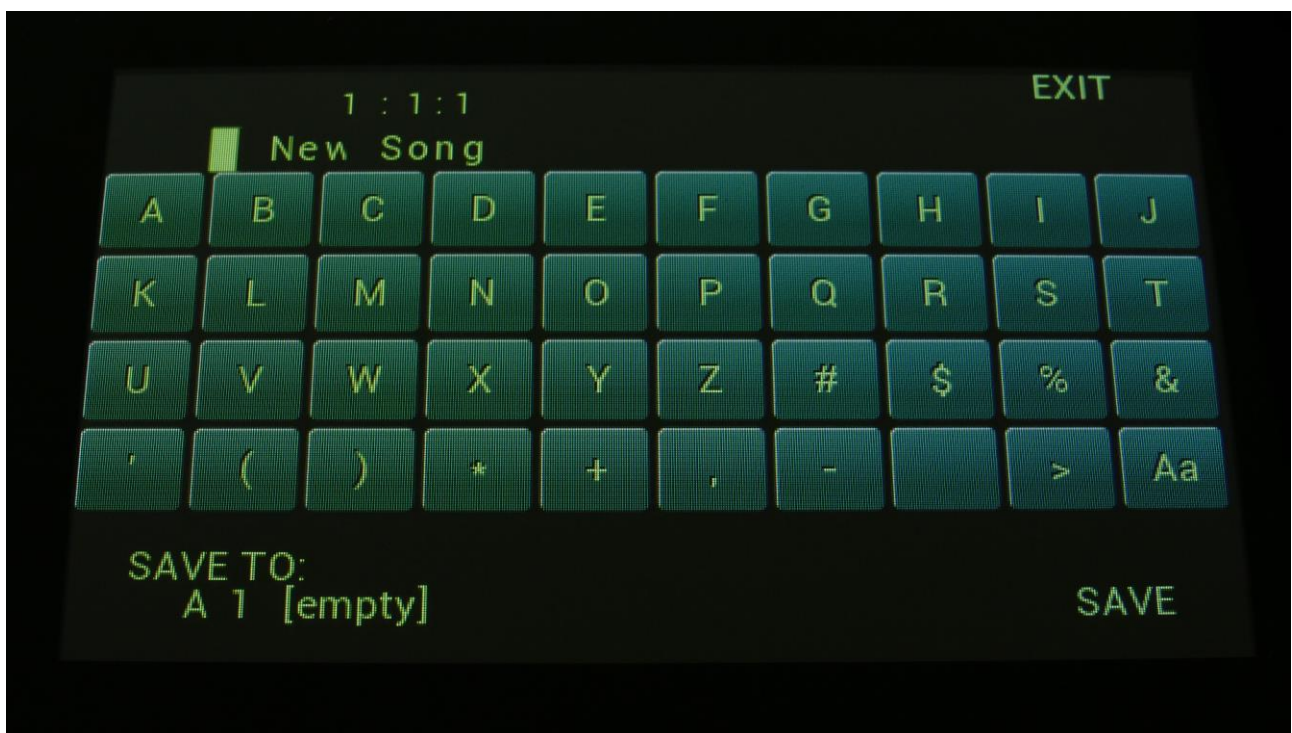 EXIT
1 : 1 : 1
New Song
A B C D E F G H I J
K L M N O P Q R S T
U V W X Y Z # $ % &
' ( ) * + , - > Aa
SAVE TO:
A 1 [empty]
SAVE